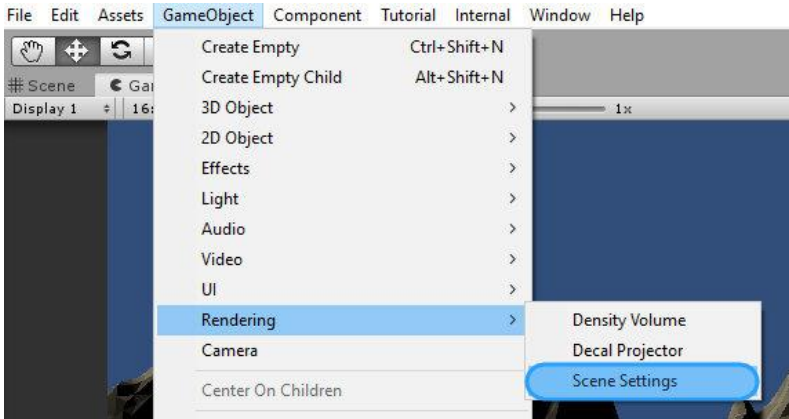 File Edit Assets GameObject Component Tutorial Internal Window Help
Create Empty Ctrl+Shift+N
# Scene Create Empty Child Alt+Shift+N
Display 1 16: 3D Object > 1x
2D Object >
Effects >
Light >
Audio >
Video >
UI >
Rendering > Density Volume
Camera Decal Projector
Center On Children Scene Settings